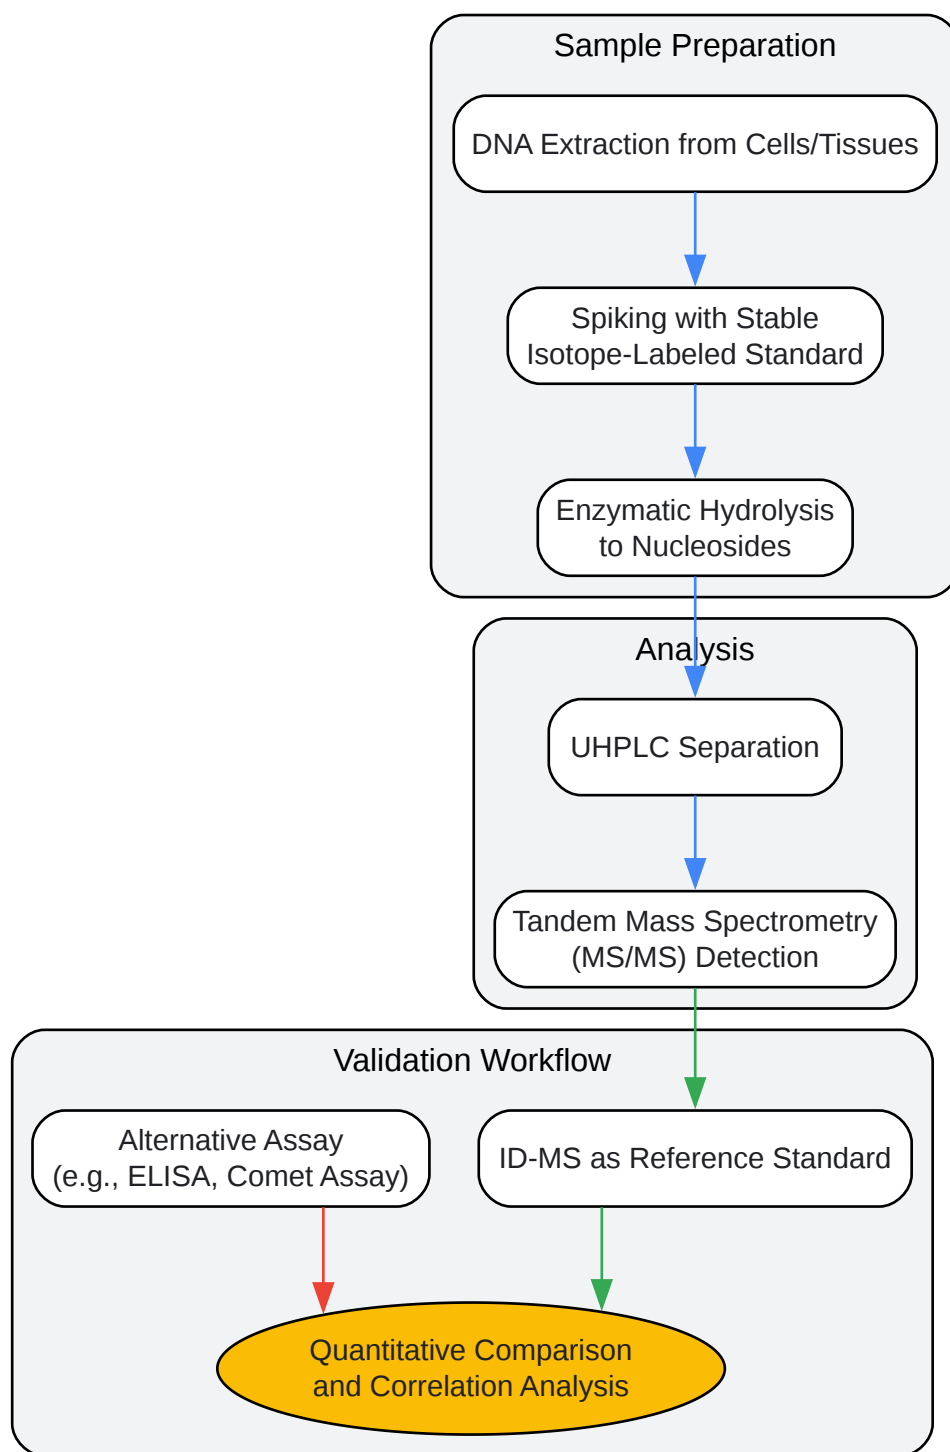 Sample Preparation
DNA Extraction from Cells/Tissues
Spiking with Stable
Isotope-Labeled Standard
Enzymatic Hydrolysis
to Nucleosides
Analysis
UHPLC Separation
Tandem Mass Spectrometry
(MS/MS) Detection
Validation Workflow
Alternative Assay
(e.g., ELISA, Comet Assay)
ID-MS as Reference Standard
Quantitative Comparison
and Correlation Analysis